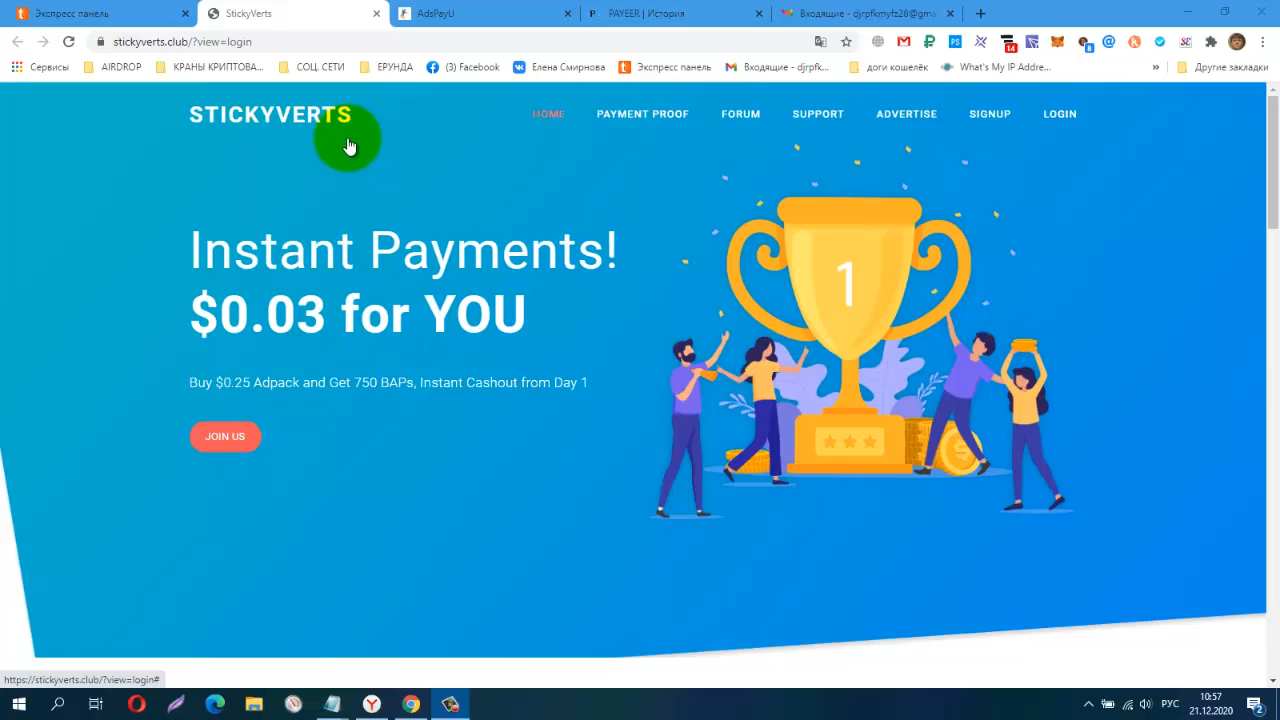 Экспресс панель
StickyVerts
AdsPayU
PAYEER | История
Входящие - djrpfkmyfz28@gma
stickyverts.club/?view=login
14
8
Сервисы
AIRDROP
КРАНЫ КРИПТОВА...
СОЦ. СЕТИ
ЕРУНДА
(3) Facebook
Елена Смирнова
Экспресс панель
Входящие - djrpfk...
доги кошелёк
What's My IP Addre...
»
Другие закладки
STICKYVERTS
HOME
PAYMENT PROOF
FORUM
SUPPORT
ADVERTISE
SIGNUP
LOGIN
Instant Payments!
$0.03 for YOU
Buy $0.25 Adpack and Get 750 BAPs, Instant Cashout from Day 1
JOIN US
1
https://stickyverts.club/?view=login#
РУС
10:57
21.12.2020
2